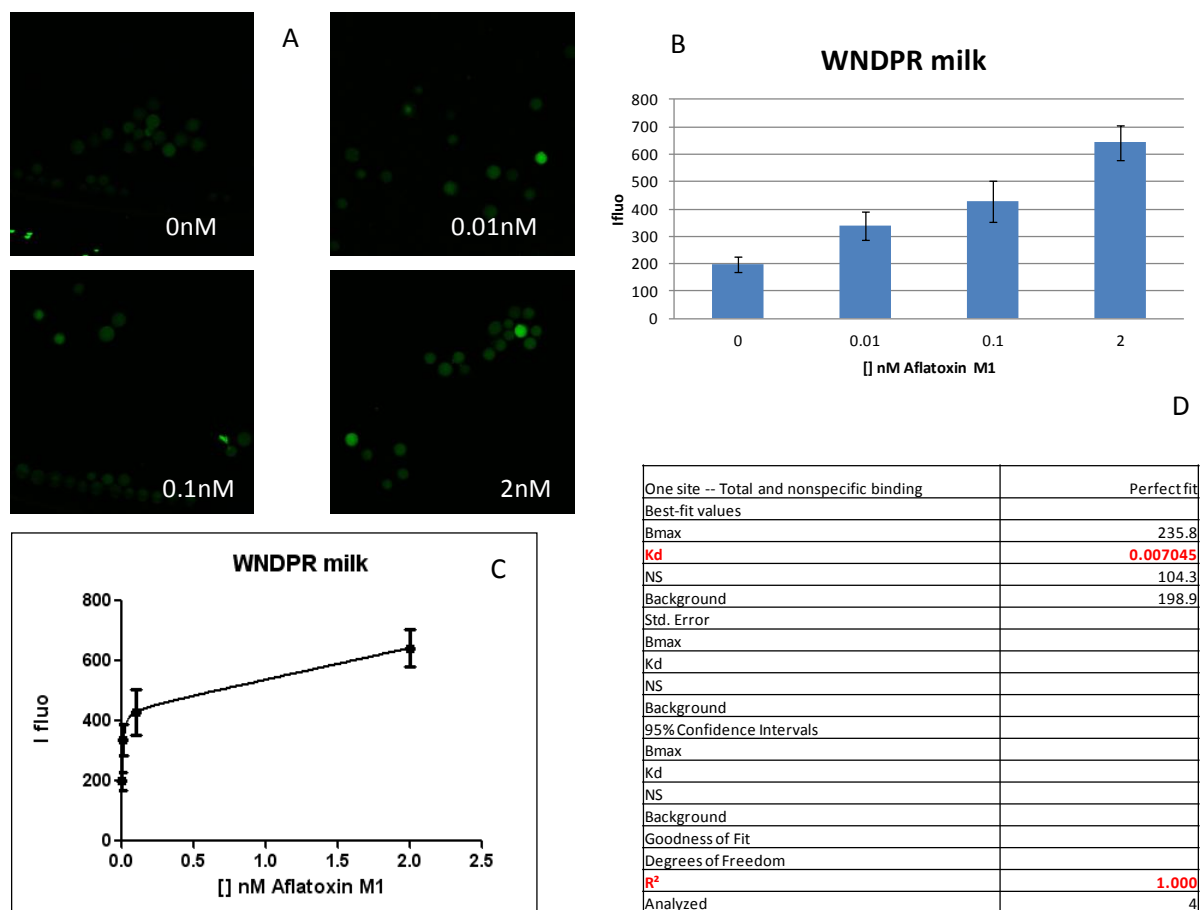 A
0nM
0.01nM
0.1nM
2nM
B
WNDPR milk
800
700
600
500
400
300
200
100
0
Ifluo
0 0.01 0.1 2
[] nM Aflatoxin M1
WNDPR milk
C
800
600
400
200
0
I fluo
0.0 0.5 1.0 1.5 2.0 2.5
[] nM Aflatoxin M1
D
One site -- Total and nonspecific binding Perfect fit
Best-fit values
Bmax 235.8
Kd 0.007045
NS 104.3
Background 198.9
Std. Error
Bmax
Kd
NS
Background
95% Confidence Intervals
Bmax
Kd
NS
Background
Goodness of Fit
Degrees of Freedom
R² 1.000
Analyzed 4